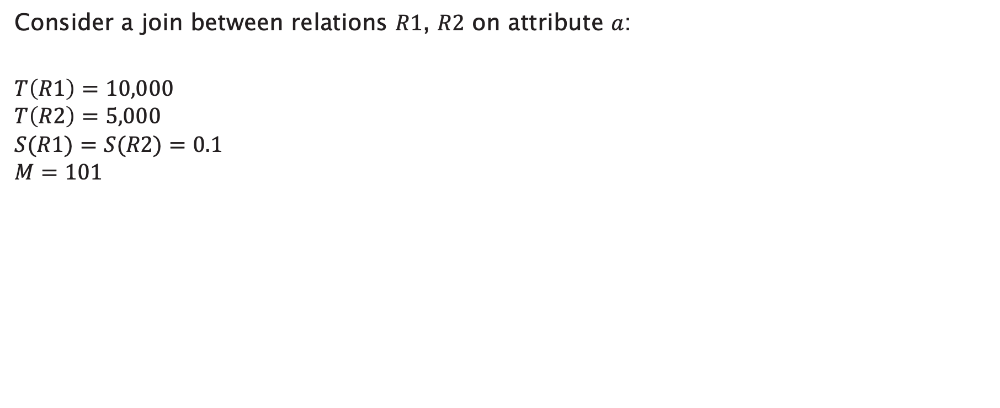 Consider a join between relations R1, R2 on attribute a:
T(R1) = 10,000
T(R2) = 5,000
S(R1) = S(R2) = 0.1
M = 101